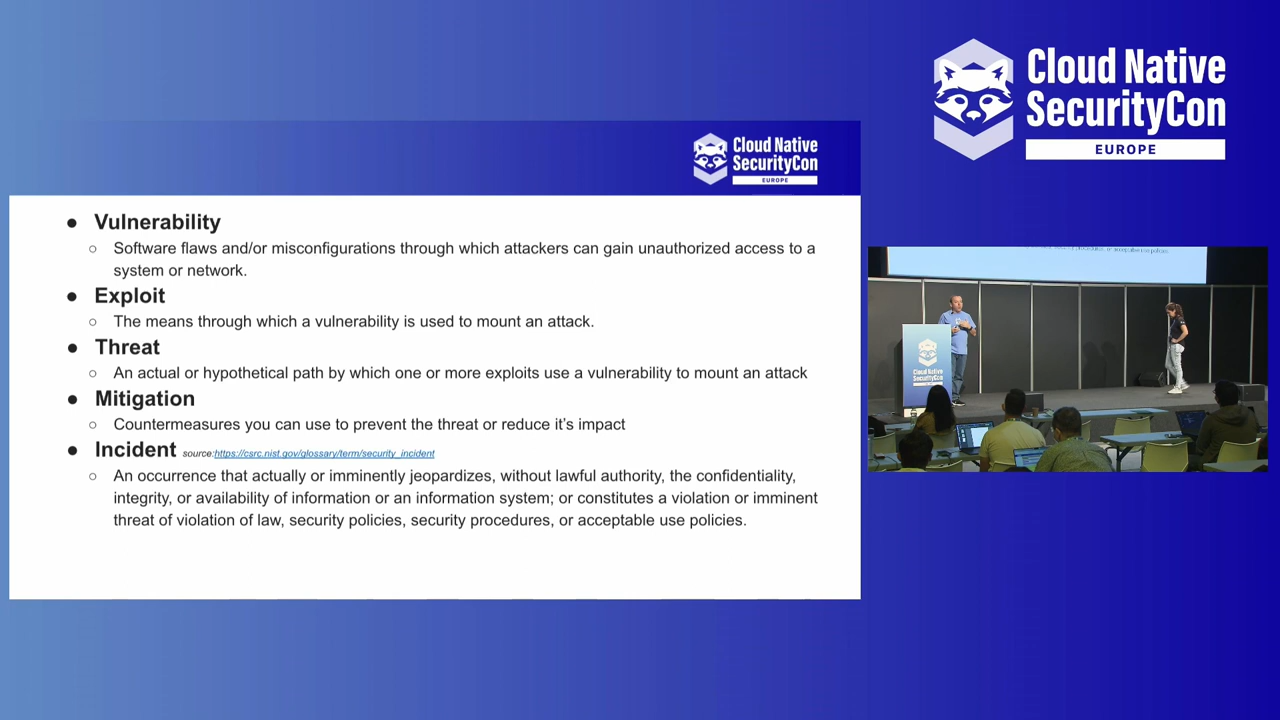 Cloud Native
SecurityCon
EUROPE
Cloud Native
SecurityCon
EUROPE
● Vulnerability
○ Software flaws and/or misconfigurations through which attackers can gain unauthorized access to a
system or network.
● Exploit
○ The means through which a vulnerability is used to mount an attack.
● Threat
○ An actual or hypothetical path by which one or more exploits use a vulnerability to mount an attack
● Mitigation
○ Countermeasures you can use to prevent the threat or reduce it's impact
● Incident source:https://csrc.nist.gov/glossary/term/security_incident
○ An occurrence that actually or imminently jeopardizes, without lawful authority, the confidentiality,
integrity, or availability of information or an information system; or constitutes a violation or imminent
threat of violation of law, security policies, security procedures, or acceptable use policies.
Cloud Native
SecurityCon